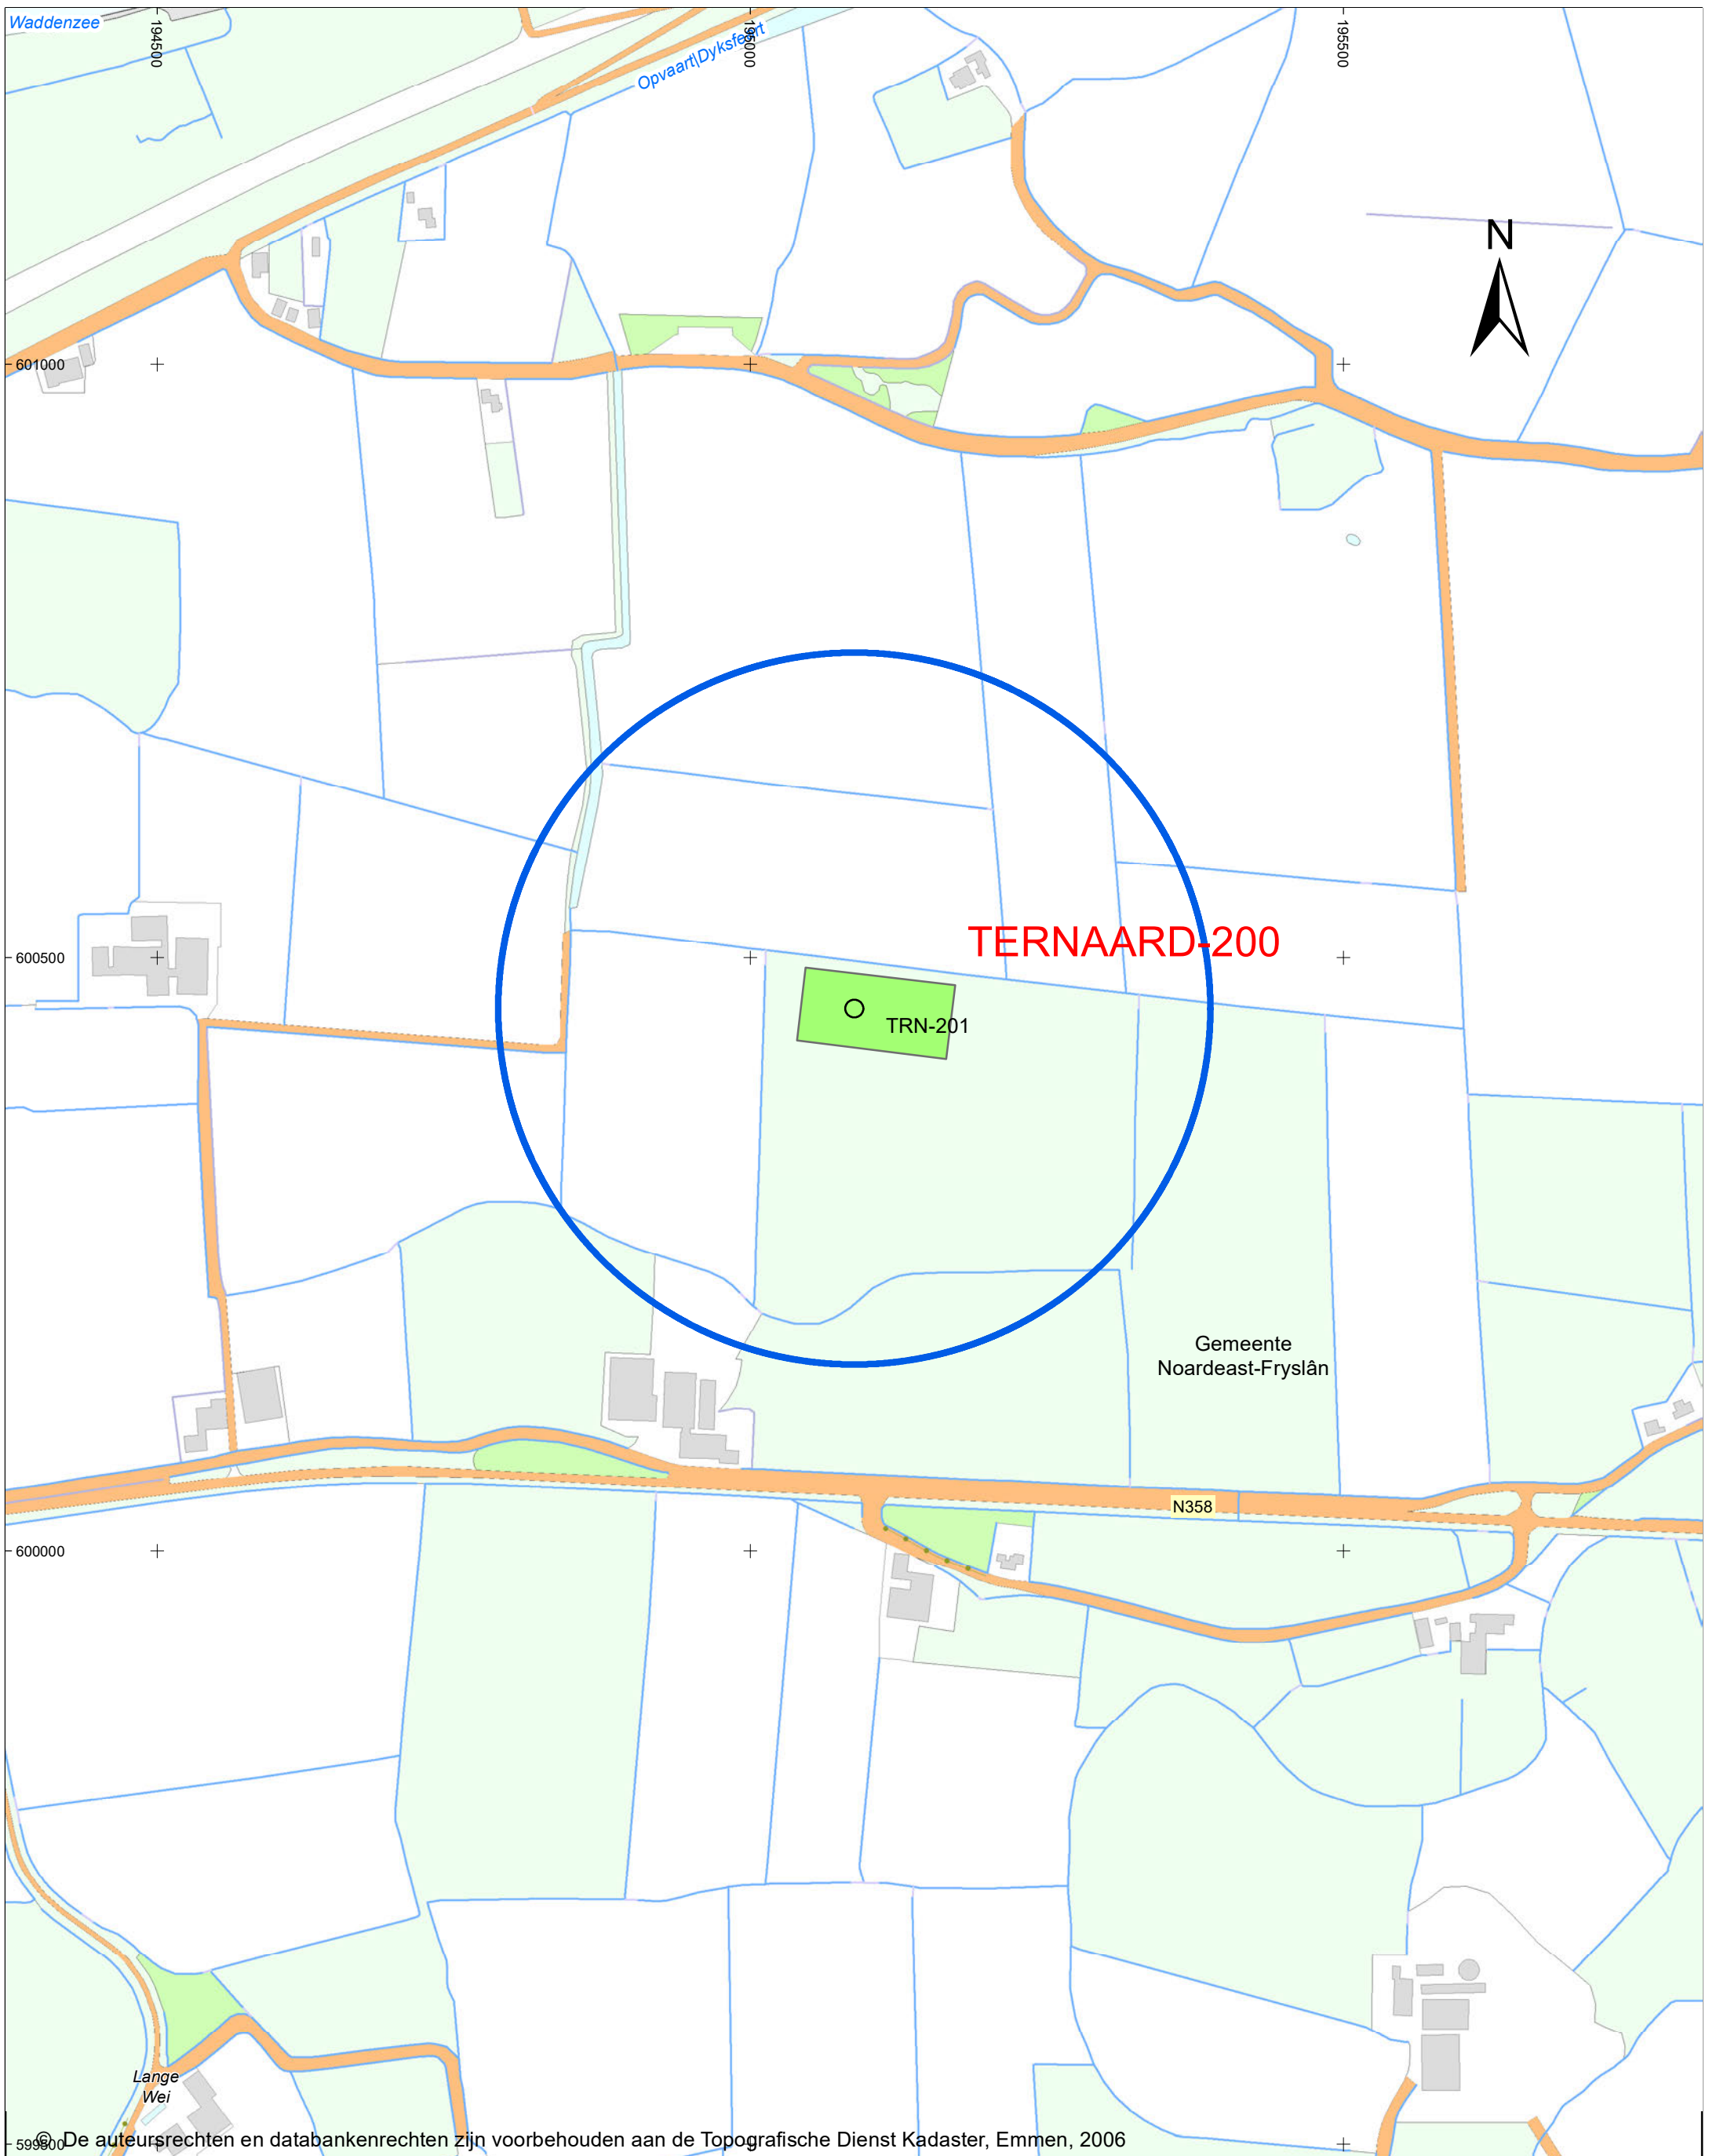 Waddenzee
194500
195000
195500
Opvaart|Dyksfeart
N
601000
600500
TERNAARD-200
TRN-201
Gemeente
Noardeast-Fryslân
N358
600000
Lange
Wei
599500
© De auteursrechten en databankenrechten zijn voorbehouden aan de Topografische Dienst Kadaster, Emmen, 2006